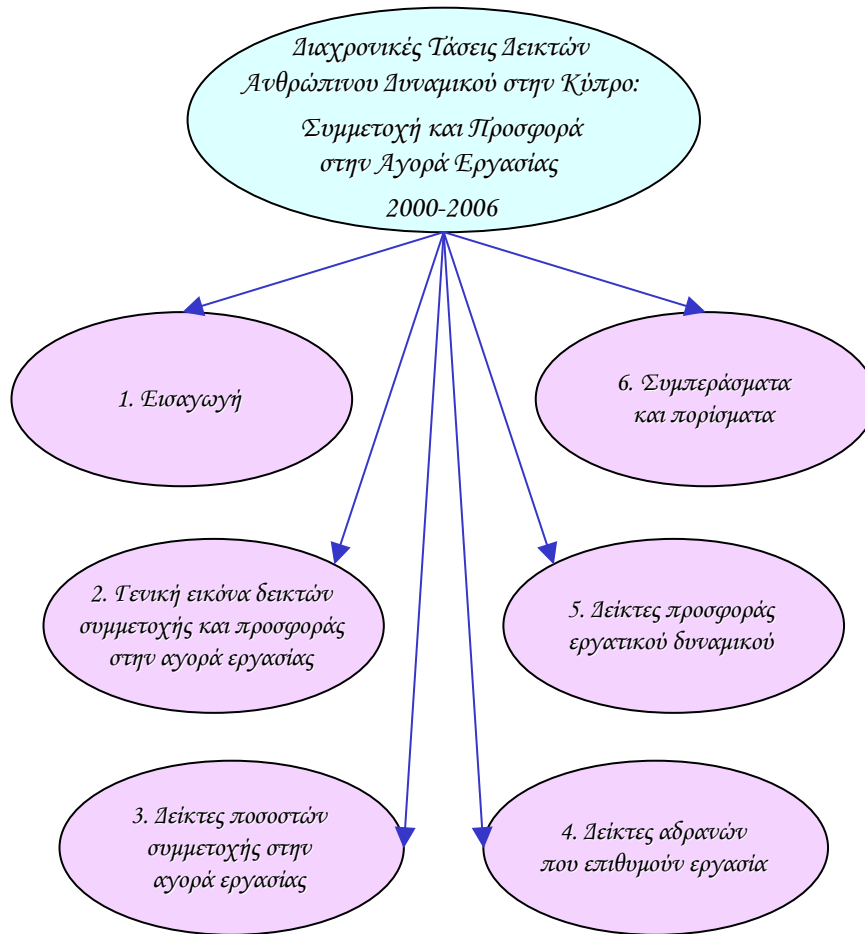 Διαχρονικές Τάσεις Δεικτών
Ανθρώπινου Δυναμικού στην Κύπρο:
Συμμετοχή και Προσφορά
στην Αγορά Εργασίας
2000-2006
1. Εισαγωγή
2. Γενική εικόνα δεικτών
συμμετοχής και προσφοράς
στην αγορά εργασίας
3. Δείκτες ποσοστών
συμμετοχής στην
αγορά εργασίας
4. Δείκτες αδρανών
που επιθυμούν εργασία
5. Δείκτες προσφοράς
εργατικού δυναμικού
6. Συμπεράσματα
και πορίσματα